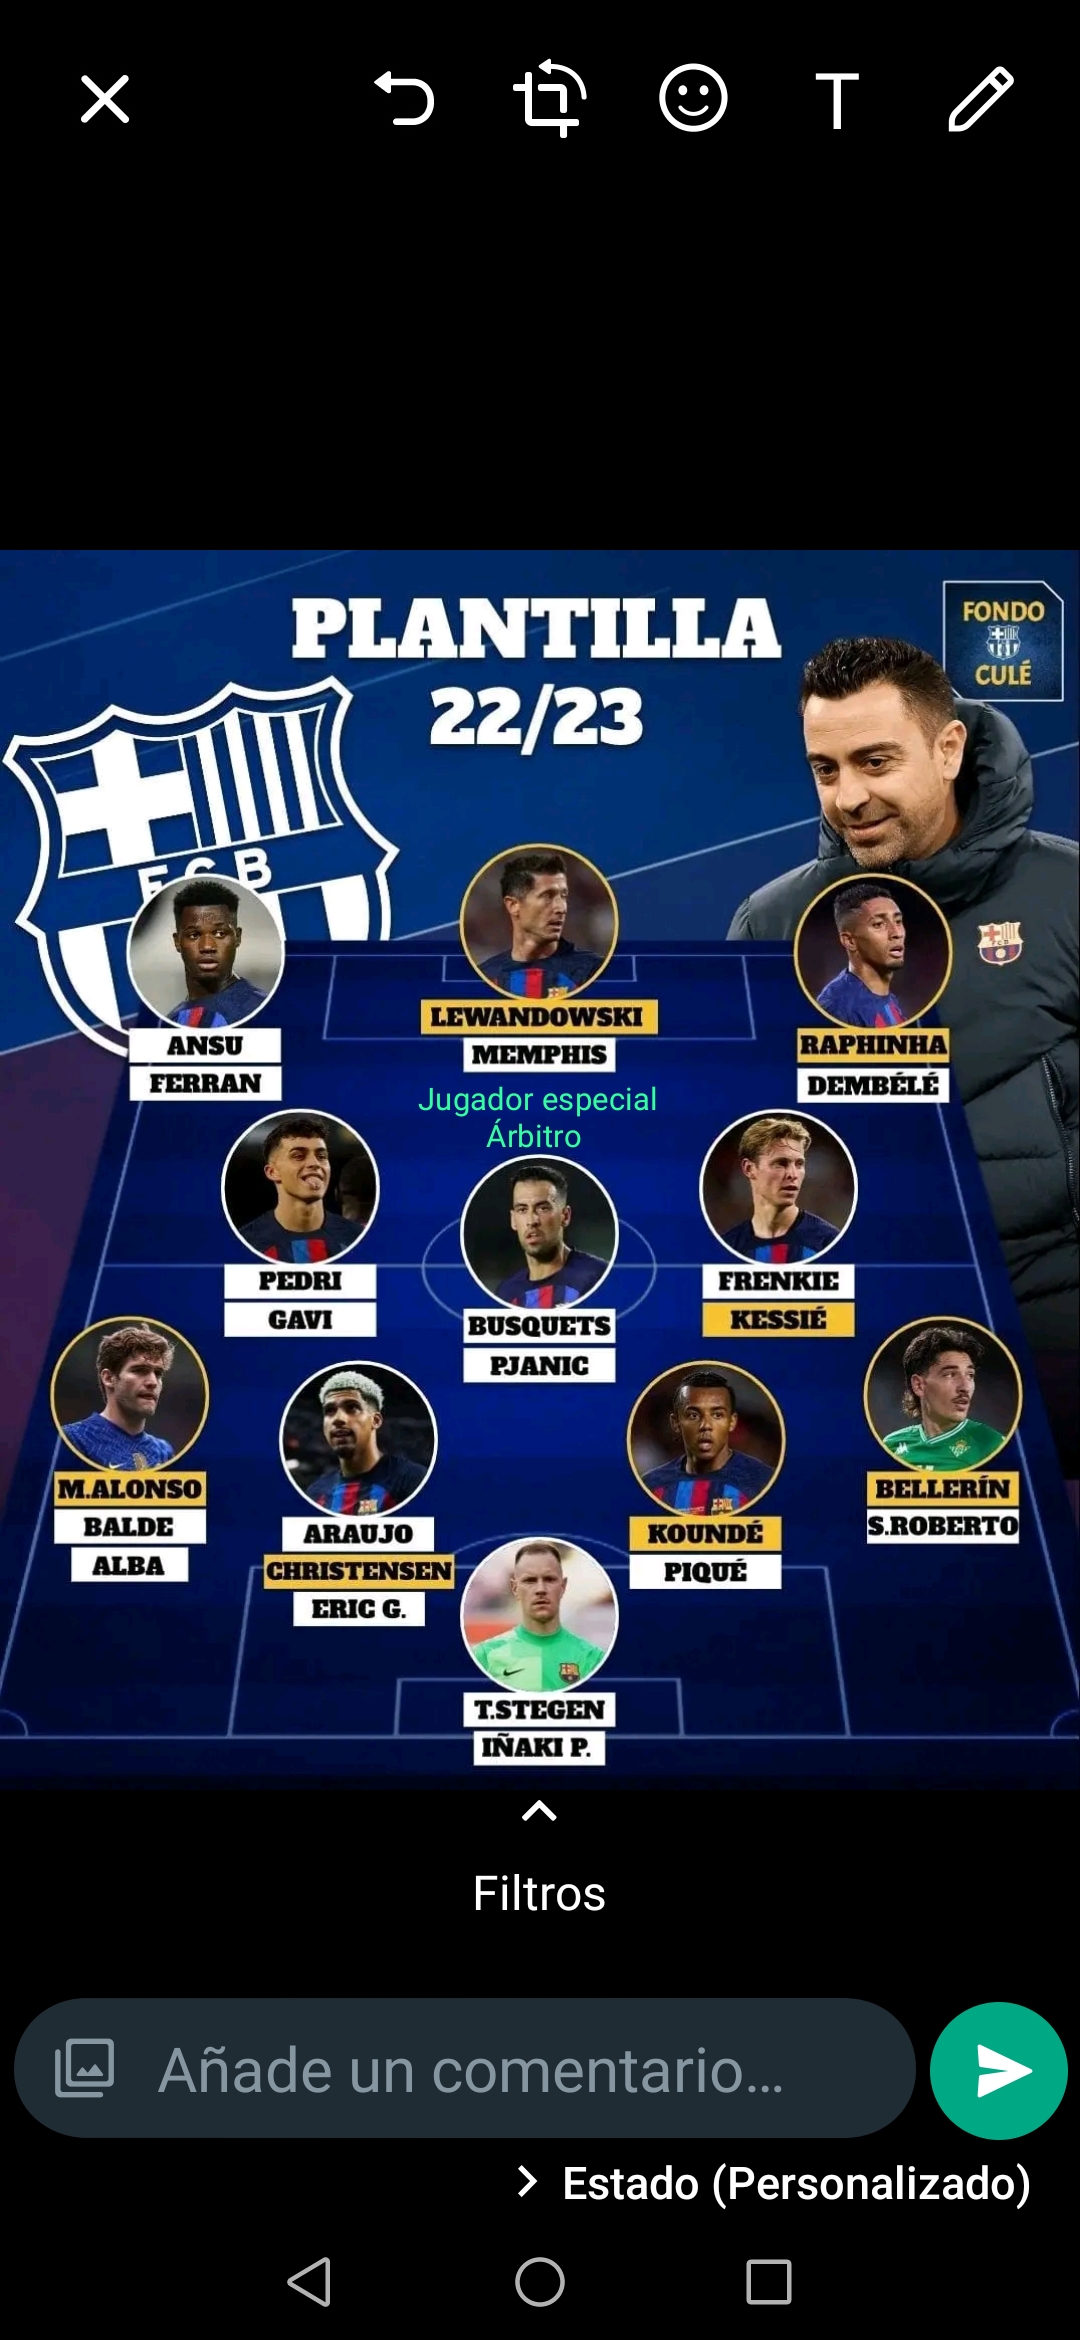 PLANTILLA
22/23
FONDO
CULÉ
F C B
LEWANDOWSKI
MEMPHIS
ANSU
FERRAN
RAPHINHA
DEMBÉLÉ
Jugador especial
Árbitro
PEDRI
GAVI
BUSQUETS
PJANIC
FRENKIE
KESSIÉ
M.ALONSO
BALDE
ALBA
ARAUJO
CHRISTENSEN
ERIC G.
KOUNDÉ
PIQUÉ
BELLERÍN
S.ROBERTO
T.STEGEN
IÑAKI P.
Filtros
Añade un comentario...
Estado (Personalizado)